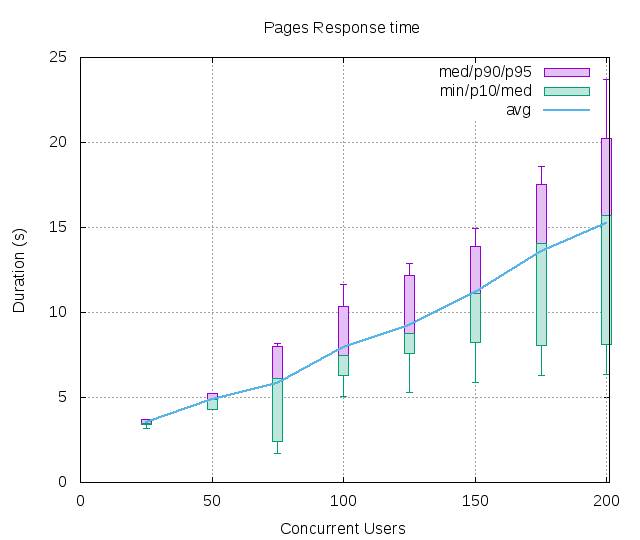 Pages Response time
25
20
15
10
5
0
Duration (s)
med/p90/p95
min/p10/med
avg
0 50 100 150 200
Concurrent Users